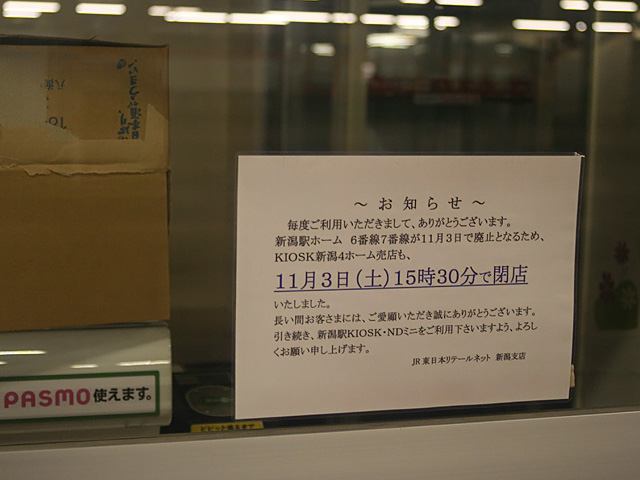 ～ お 知 ら せ ～
毎度ご利用いただきまして、ありがとうございます。
新潟駅ホーム　6番線7番線が11月3日で廃止となるため、
KIOSK新潟4ホーム売店も、
11月3日（土）15時30分で閉店
いたしました。
長い間お客さまには、ご愛顧いただき誠にありがとうございます。
引き続き、新潟駅KIOSK・NDミニをご利用下さいますよう、よろし
くお願い申し上げます。
JR東日本リテールネット　新潟支店
PASMO使えます。